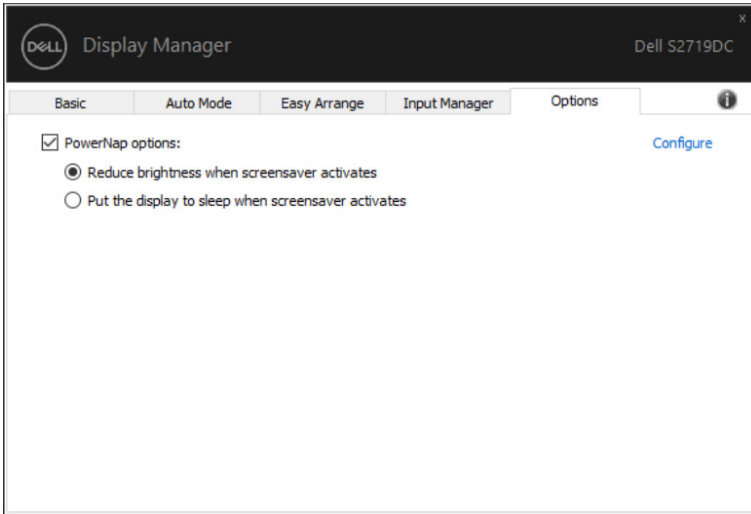 x
DELL Display Manager Dell S2719DC
Basic Auto Mode Easy Arrange Input Manager Options i
PowerNap options: Configure
Reduce brightness when screensaver activates
Put the display to sleep when screensaver activates